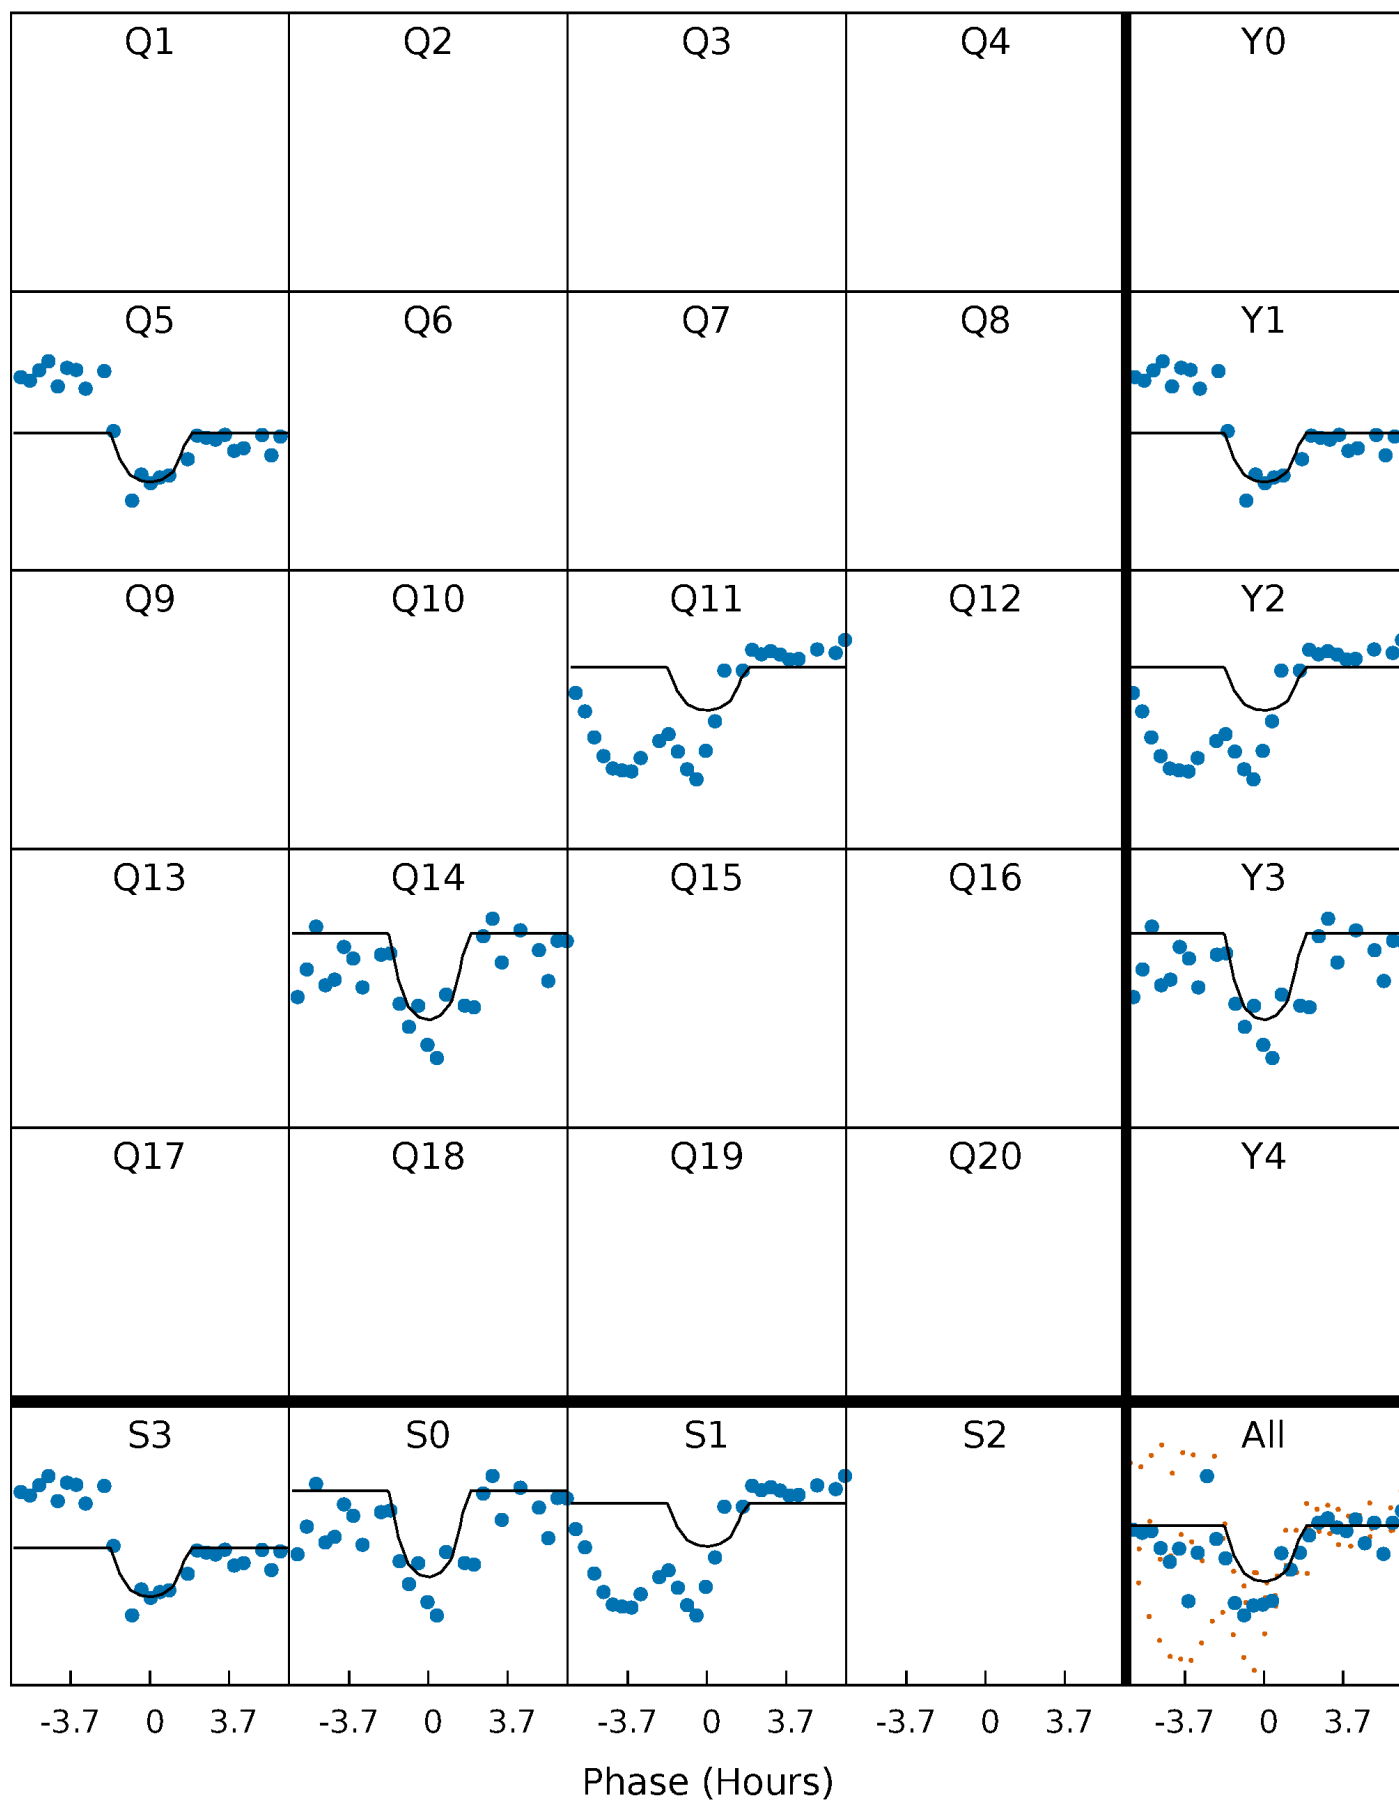 Q1 Q2 Q3 Q4 Y0
Q5 Q6 Q7 Q8 Y1
Q9 Q10 Q11 Q12 Y2
Q13 Q14 Q15 Q16 Y3
Q17 Q18 Q19 Q20 Y4
S3 S0 S1 S2 All
-3.7 0 3.7 -3.7 0 3.7 -3.7 0 3.7 -3.7 0 3.7 -3.7 0 3.7
Phase (Hours)